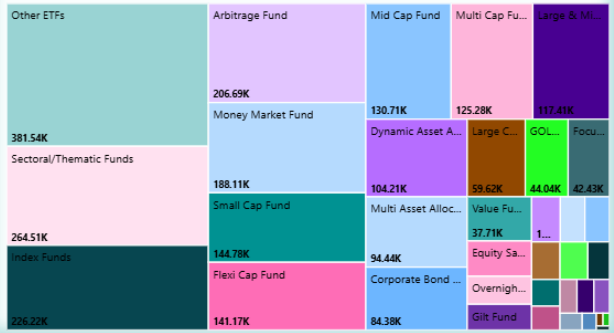 Other ETFs
381.54K
Sectoral/Thematic Funds
264.51K
Index Funds
226.22K
Arbitrage Fund
206.69K
Money Market Fund
188.11K
Small Cap Fund
144.78K
Flexi Cap Fund
141.17K
Mid Cap Fund
130.71K
Multi Cap Fu...
125.28K
Large & Mi...
117.41K
Dynamic Asset A...
104.21K
Large C...
59.62K
GOL...
44.04K
Focu...
42.43K
Multi Asset Alloc...
94.44K
Corporate Bond ...
84.38K
Value Fu...
37.71K
1...
Equity Sa...
Overnigh...
Gilt Fund